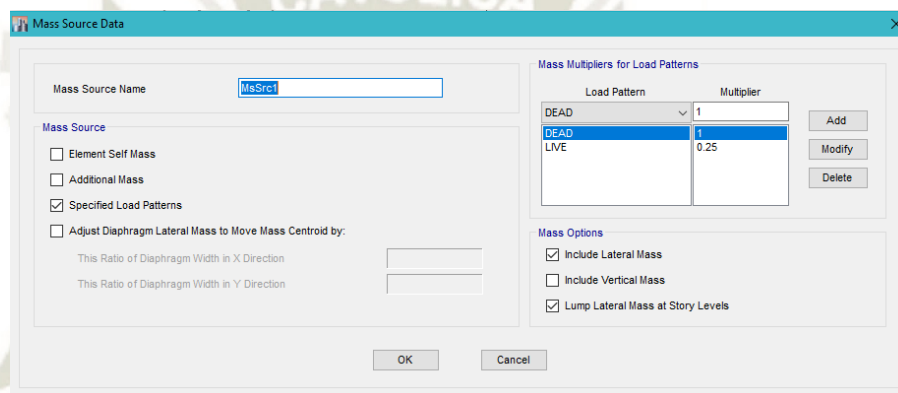 Mass Source Data
Mass Source Name
MsSrc1
Mass Source
Element Self Mass
Additional Mass
Specified Load Patterns
Adjust Diaphragm Lateral Mass to Move Mass Centroid by:
This Ratio of Diaphragm Width in X Direction
This Ratio of Diaphragm Width in Y Direction
Mass Multipliers for Load Patterns
Load Pattern Multiplier
DEAD 1
DEAD 1
LIVE 0.25
Add
Modify
Delete
Mass Options
Include Lateral Mass
Include Vertical Mass
Lump Lateral Mass at Story Levels
OK Cancel